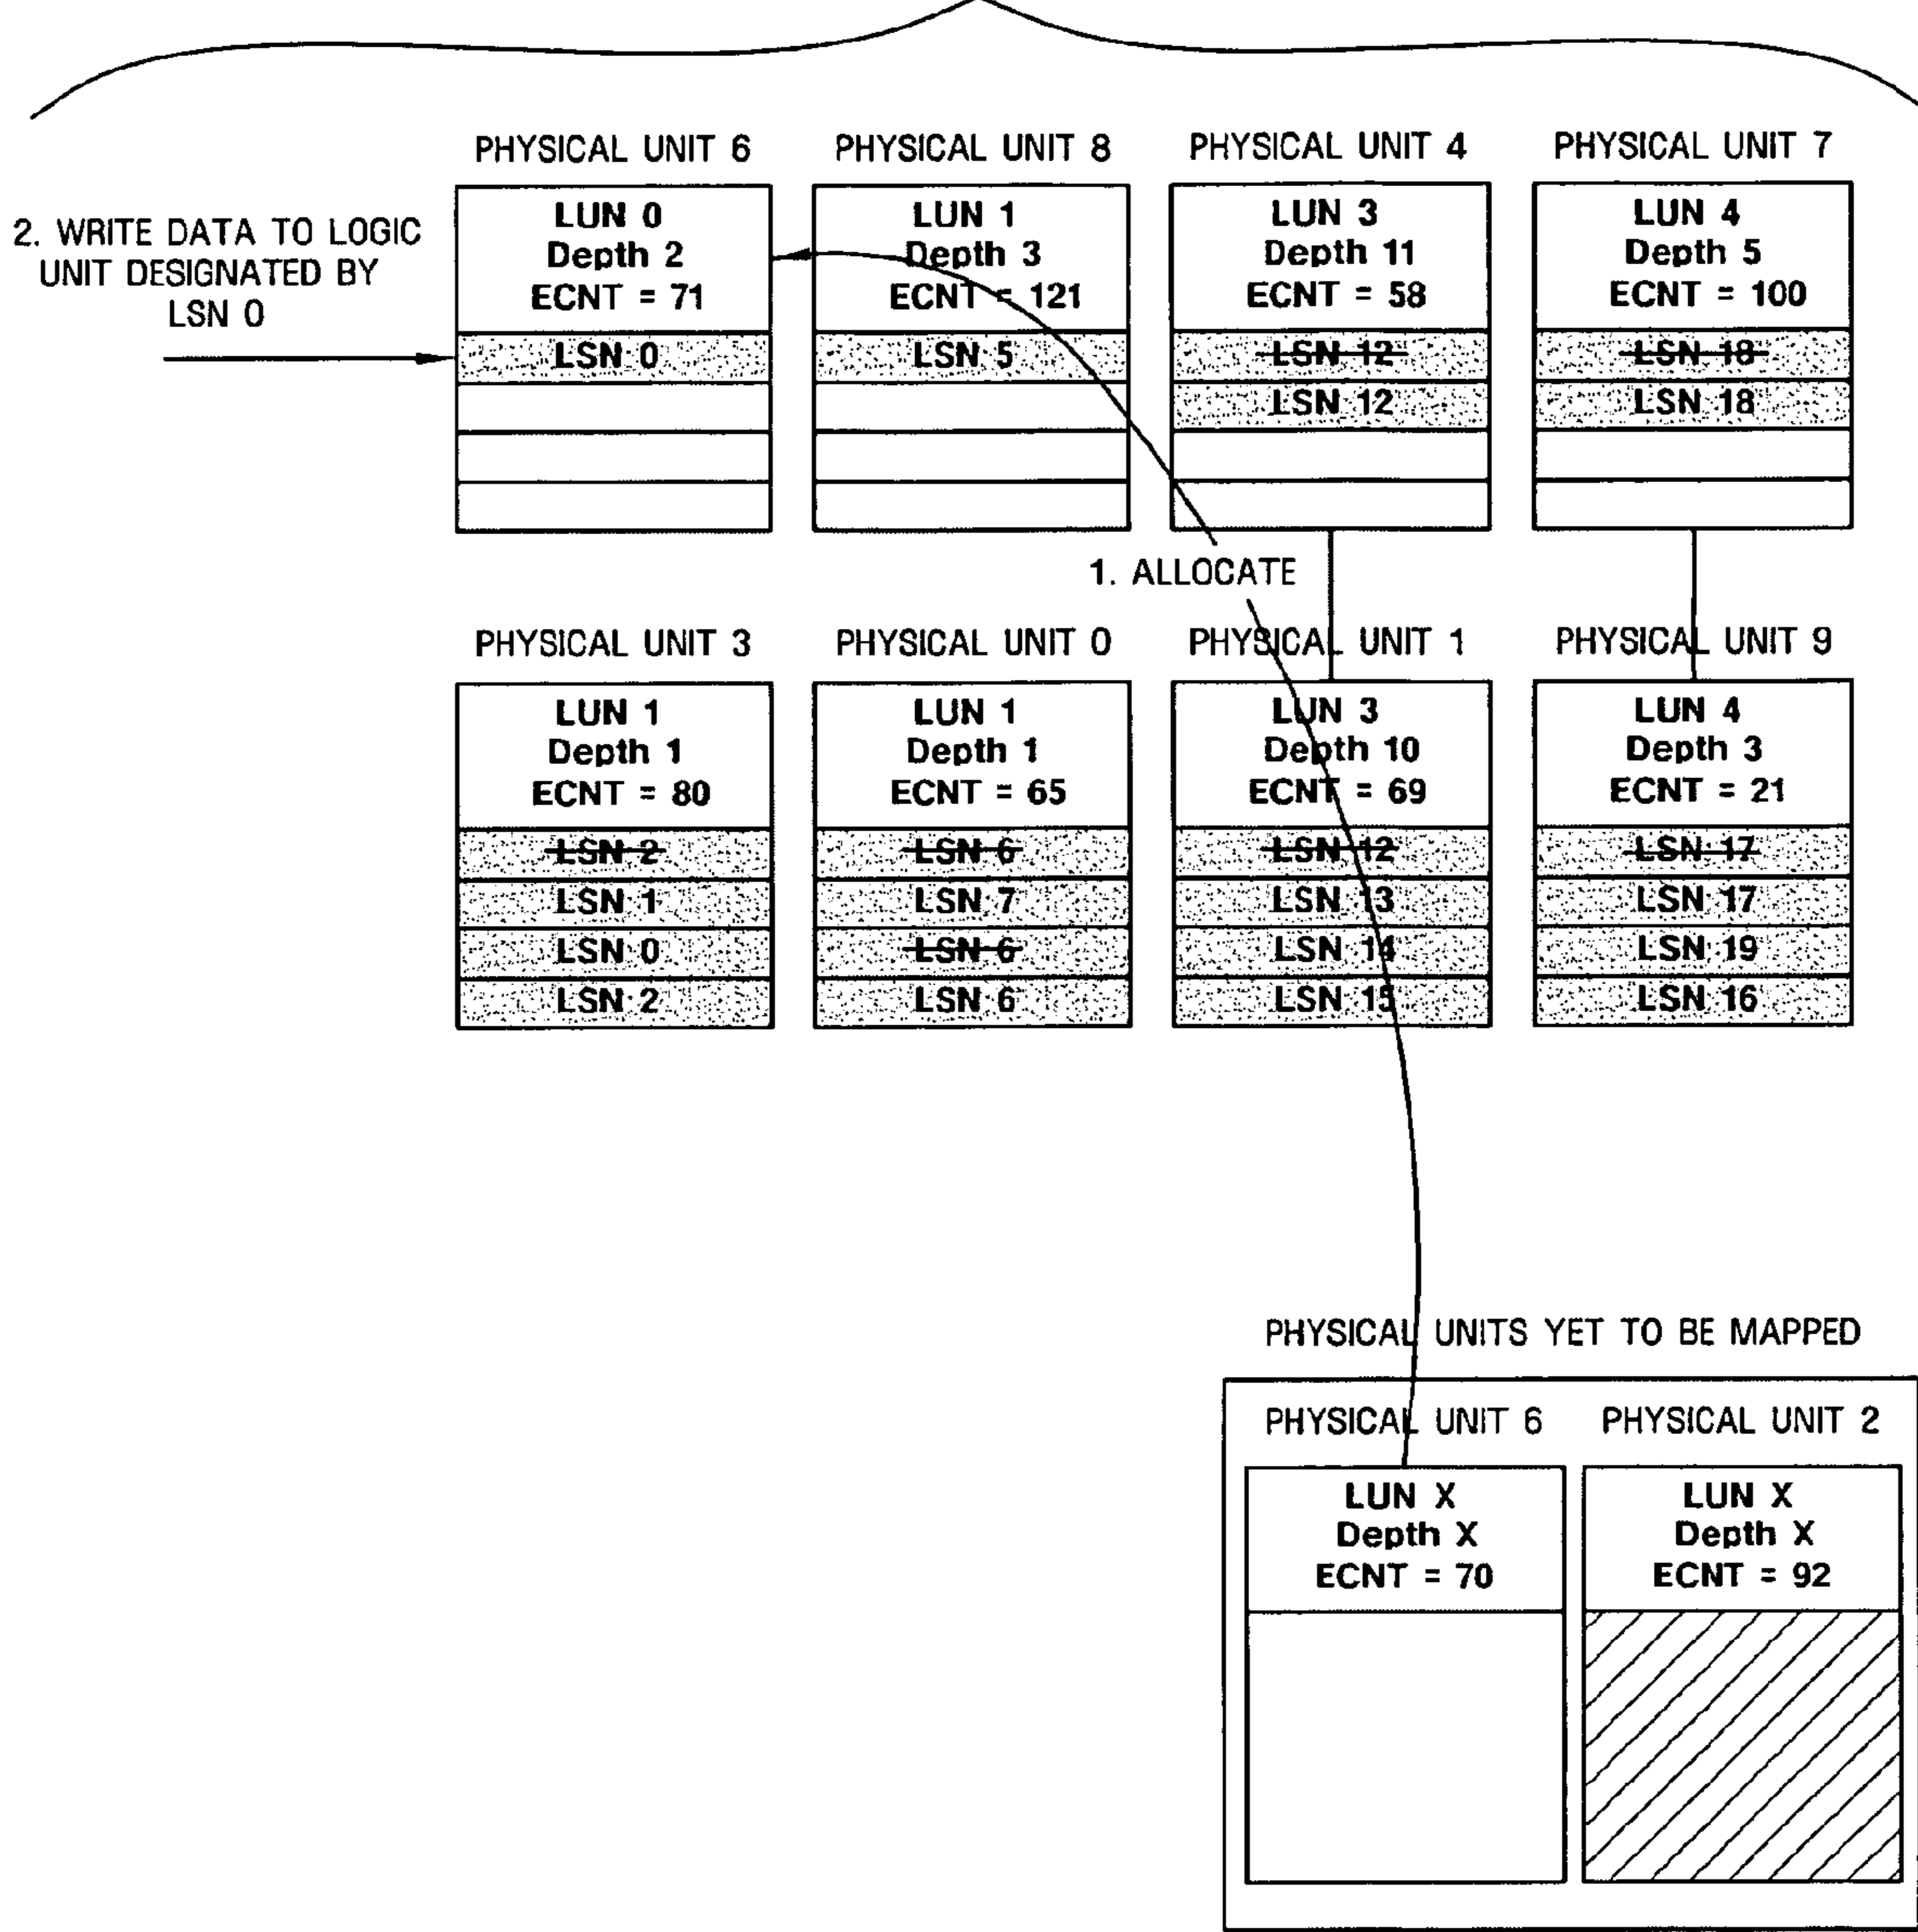 PHYSICAL UNIT 6
PHYSICAL UNIT 8
PHYSICAL UNIT 4
PHYSICAL UNIT 7
2. WRITE DATA TO LOGIC
UNIT DESIGNATED BY
LSN 0
LUN 0
Depth 2
ECNT = 71
LSN 0
LUN 1
Depth 3
ECNT = 121
LSN 5
LUN 3
Depth 11
ECNT = 58
LSN 12
LSN 12
LUN 4
Depth 5
ECNT = 100
LSN 18
LSN 18
1. ALLOCATE
PHYSICAL UNIT 3
PHYSICAL UNIT 0
PHYSICAL UNIT 1
PHYSICAL UNIT 9
LUN 1
Depth 1
ECNT = 80
LSN 2
LSN 1
LSN 0
LSN 2
LUN 1
Depth 1
ECNT = 65
LSN 6
LSN 7
LSN 6
LSN 6
LUN 3
Depth 10
ECNT = 69
LSN 12
LSN 13
LSN 14
LSN 15
LUN 4
Depth 3
ECNT = 21
LSN 17
LSN 17
LSN 19
LSN 16
PHYSICAL UNITS YET TO BE MAPPED
PHYSICAL UNIT 6
PHYSICAL UNIT 2
LUN X
Depth X
ECNT = 70
LUN X
Depth X
ECNT = 92